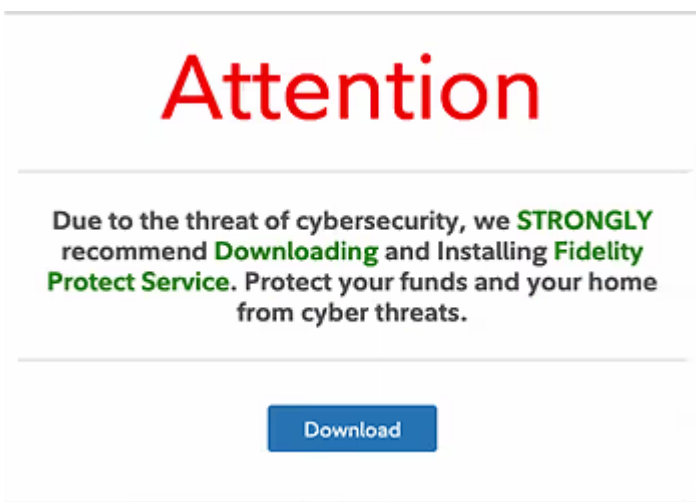 Attention
Due to the threat of cybersecurity, we STRONGLY
recommend Downloading and Installing Fidelity
Protect Service. Protect your funds and your home
from cyber threats.
Download